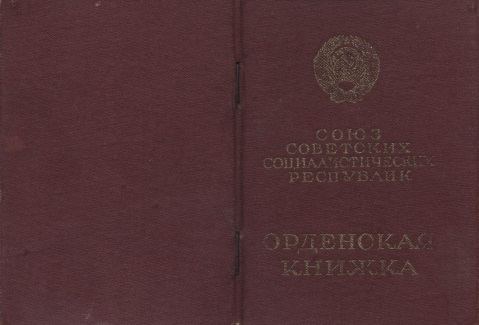 СОЮЗ
СОВЕТСКИХ
СОЦИАЛИСТИЧЕСКИХ
РЕСПУБЛИК
ОРДЕНСКАЯ
КНИЖКА